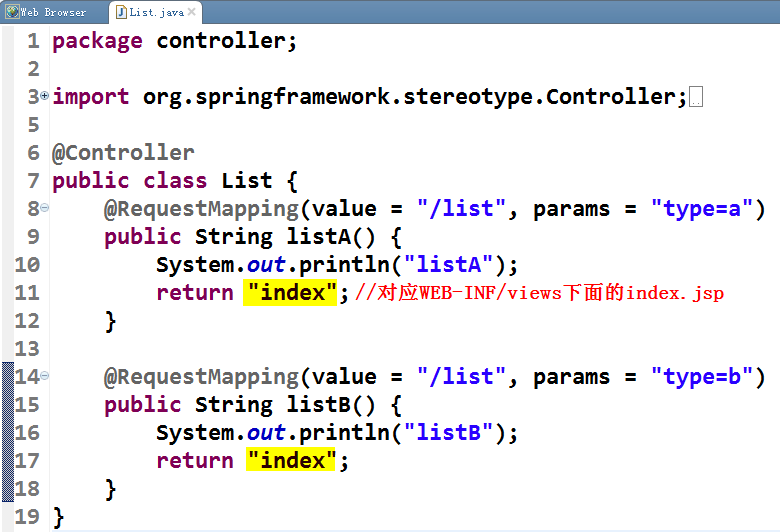 Web Browser List.java
1 package controller;
2
3 import org.springframework.stereotype.Controller;
5
6 @Controller
7 public class List {
8 @RequestMapping(value = "/list", params = "type=a")
9 public String listA() {
10 System.out.println("listA");
11 return "index"; //对应WEB-INF/views下面的index.jsp
12 }
13
14 @RequestMapping(value = "/list", params = "type=b")
15 public String listB() {
16 System.out.println("listB");
17 return "index";
18 }
19 }